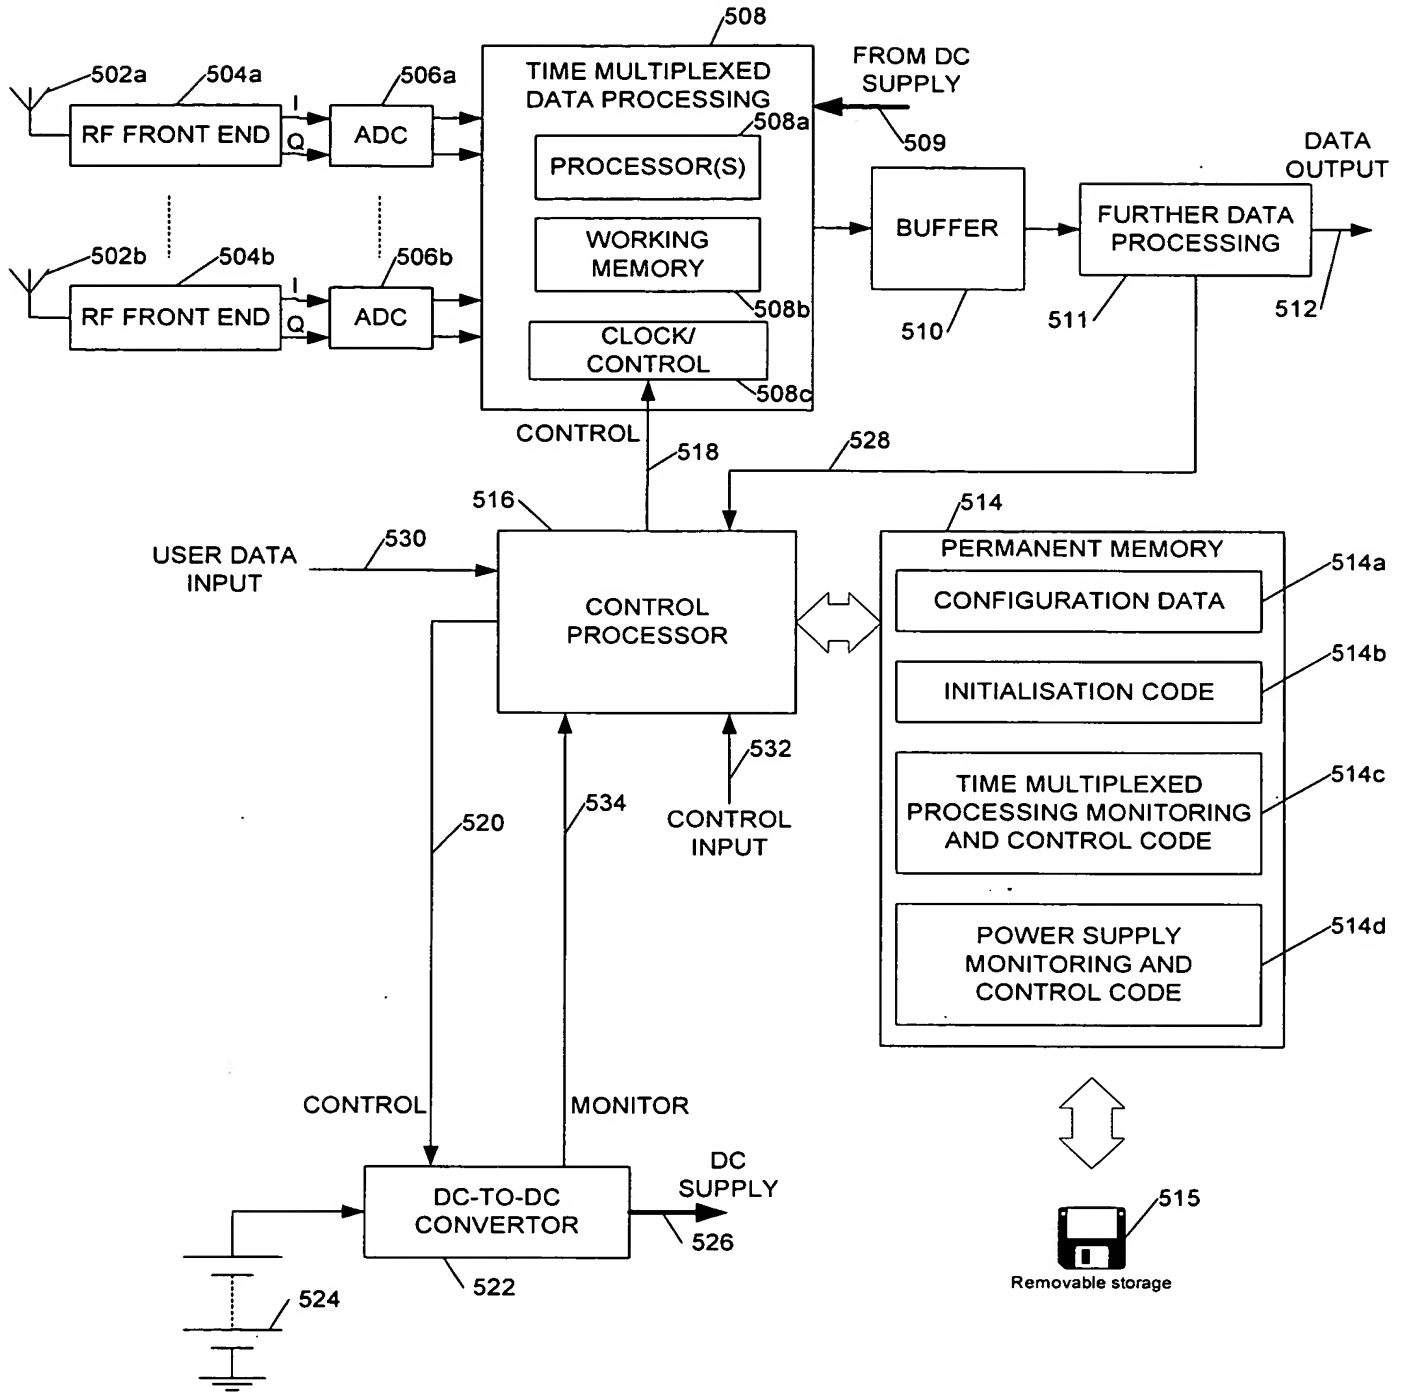 508
502a
504a
506a
TIME MULTIPLEXED
DATA PROCESSING
FROM DC
SUPPLY
RF FRONT END
I
Q
ADC
508a
PROCESSOR(S)
509
DATA
OUTPUT
502b
504b
506b
WORKING
MEMORY
BUFFER
FURTHER DATA
PROCESSING
RF FRONT END
I
Q
ADC
508b
510
511
512
CLOCK/
CONTROL
508c
CONTROL
518
528
516
514
USER DATA
INPUT
530
PERMANENT MEMORY
514a
CONFIGURATION DATA
CONTROL
PROCESSOR
514b
INITIALISATION CODE
532
514c
TIME MULTIPLEXED
PROCESSING MONITORING
AND CONTROL CODE
520
534
CONTROL
INPUT
514d
POWER SUPPLY
MONITORING AND
CONTROL CODE
CONTROL
MONITOR
DC
SUPPLY
DC-TO-DC
CONVERTOR
526
515
522
524
Removable storage